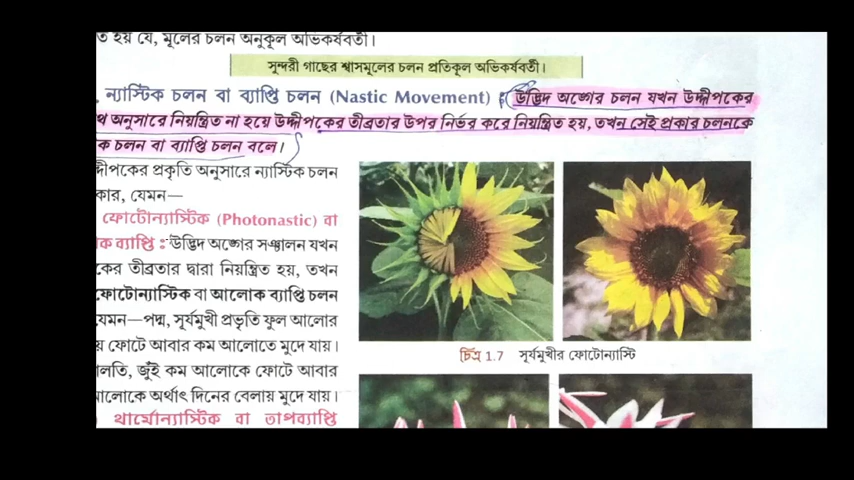 ত হয় যে, মূলের চলন অনুকূল অভিকর্ষবর্তী।
সুন্দরী গাছের শ্বাসমূলের চলন প্রতিকূল অভিকর্ষবর্তী।
. ন্যাস্টিক চলন বা ব্যাপ্তি চলন (Nastic Movement) : উদ্ভিদ অঙ্গের চলন যখন উদ্দীপকের
থ অনুসারে নিয়ন্ত্রিত না হয়ে উদ্দীপকের তীব্রতার উপর নির্ভর করে নিয়ন্ত্রিত হয়, তখন সেই প্রকার চলনকে
ক চলন বা ব্যাপ্তি চলন বলে।
দ্দীপকের প্রকৃতি অনুসারে ন্যাস্টিক চলন
কার, যেমন—
ফোটোন্যাস্টিক (Photonastic) বা
ক ব্যাপ্তি : উদ্ভিদ অঙ্গের সঞ্চালন যখন
কের তীব্রতার দ্বারা নিয়ন্ত্রিত হয়, তখন
ফোটোন্যাস্টিক বা আলোক ব্যাপ্তি চলন
যেমন—পদ্ম, সূর্যমুখী প্রভৃতি ফুল আলোর
য় ফোটে আবার কম আলোতে মুদে যায়।
লতি, জুঁই কম আলোকে ফোটে আবার
আলোকে অর্থাৎ দিনের বেলায় মুদে যায়।
থার্মোন্যাস্টিক বা তাপব্যাপ্তি
চিত্র 1.7 সূর্যমুখীর ফোটোন্যাস্টি